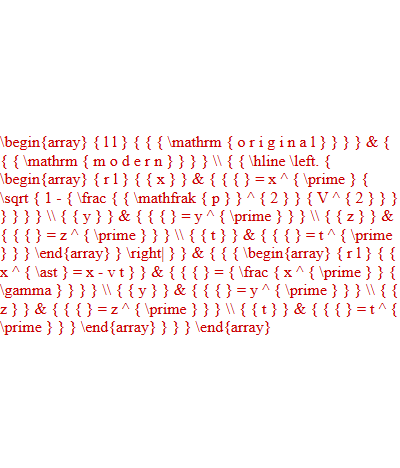 \begin{array} { l l } { { { \mathrm { o r i g i n a l } } } } & {
{ { \mathrm { m o d e r n } } } } \\ { { \hline \left. {
\begin{array} { r l } { { x } } & { { { } = x ^ { \prime } {
\sqrt { 1 - { \frac { { \mathfrak { p } } ^ { 2 } } { V ^ { 2 } } }
} } } } \\ { { y } } & { { { } = y ^ { \prime } } } \\ { { z } } &
{ { { } = z ^ { \prime } } } \\ { { t } } & { { { } = t ^ { \prime
} } } \end{array} } \right| } } & { { { \begin{array} { r l } { {
x ^ { \ast } = x - v t } } & { { { } = { \frac { x ^ { \prime } } {
\gamma } } } } \\ { { y } } & { { { } = y ^ { \prime } } } \\ { {
z } } & { { { } = z ^ { \prime } } } \\ { { t } } & { { { } = t ^ {
\prime } } } \end{array} } } } \end{array}